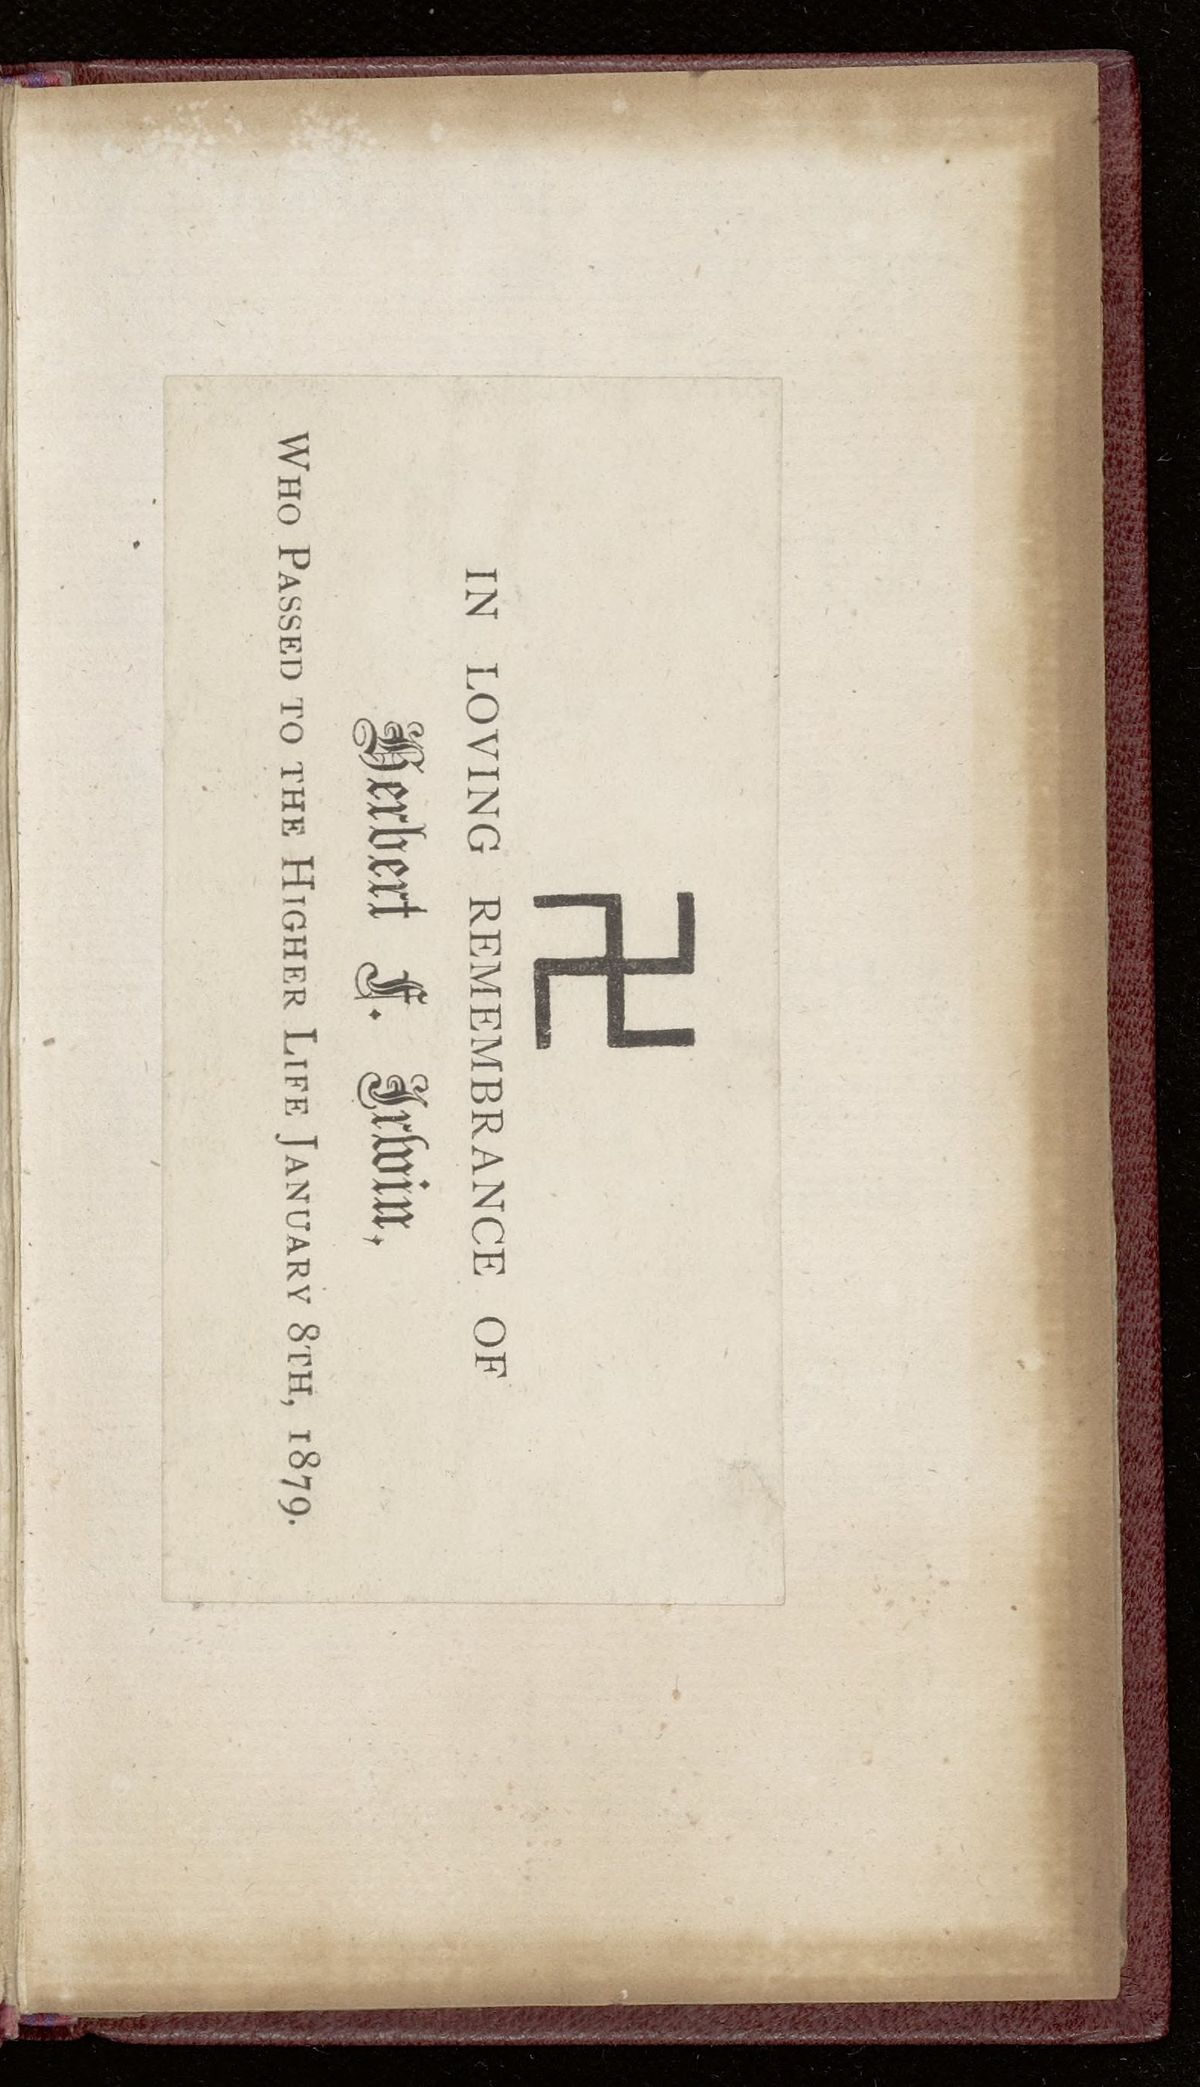 IN LOVING REMEMBRANCE OF
Herbert F. Irwin,
WHO PASSED TO THE HIGHER LIFE JANUARY 8TH, 1879.